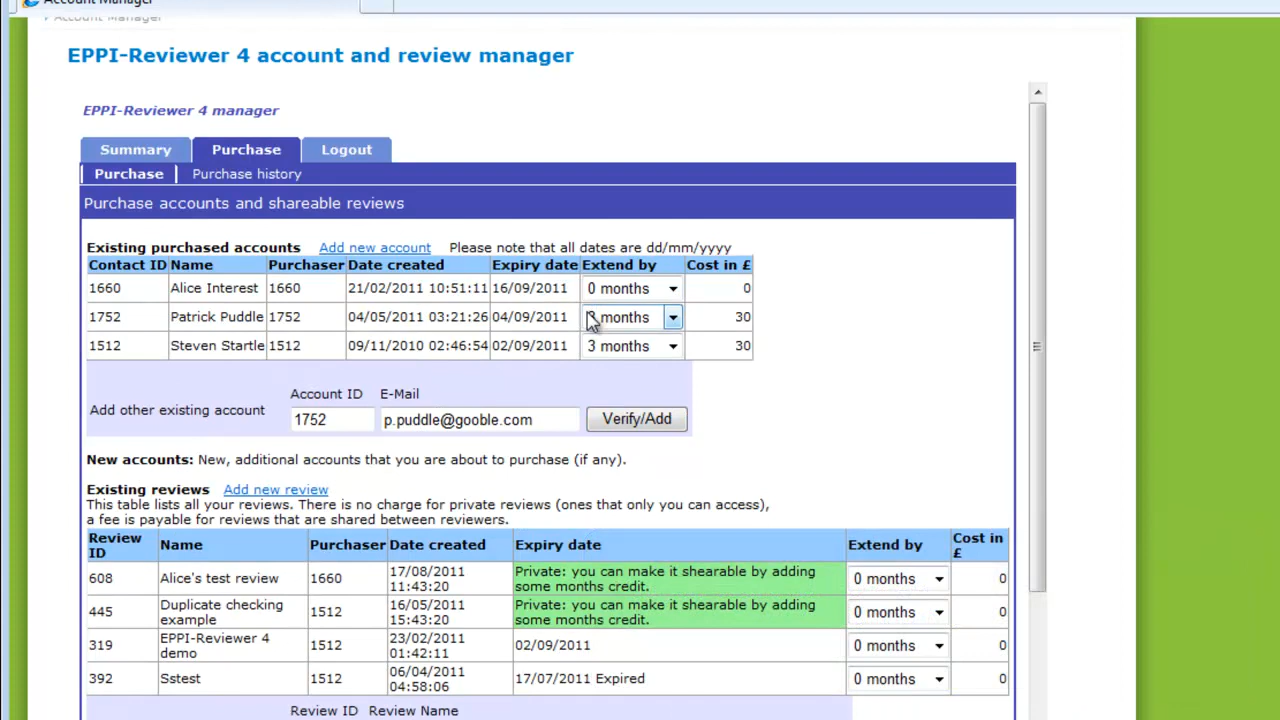 Account Manager
Account Manager
EPPI-Reviewer 4 account and review manager
EPPI-Reviewer 4 manager
Summary Purchase Logout
Purchase Purchase history
Purchase accounts and shareable reviews
Existing purchased accounts Add new account Please note that all dates are dd/mm/yyyy
Contact ID Name Purchaser Date created Expiry date Extend by Cost in £
1660 Alice Interest 1660 21/02/2011 10:51:11 16/09/2011 0 months 0
1752 Patrick Puddle 1752 04/05/2011 03:21:26 04/09/2011 months 30
1512 Steven Startle 1512 09/11/2010 02:46:54 02/09/2011 3 months 30
Account ID E-Mail
Add other existing account 1752 p.puddle@gooble.com Verify/Add
New accounts: New, additional accounts that you are about to purchase (if any).
Existing reviews Add new review
This table lists all your reviews. There is no charge for private reviews (ones that only you can access),
a fee is payable for reviews that are shared between reviewers.
Review ID Name Purchaser Date created Expiry date Extend by Cost in £
608 Alice's test review 1660 17/08/2011 11:43:20 Private: you can make it shearable by adding some months credit. 0 months 0
445 Duplicate checking example 1512 16/05/2011 15:43:20 Private: you can make it shearable by adding some months credit. 0 months 0
319 EPPI-Reviewer 4 demo 1512 23/02/2011 01:42:11 02/09/2011 0 months 0
392 Sstest 1512 06/04/2011 04:58:06 17/07/2011 Expired 0 months 0
Review ID Review Name